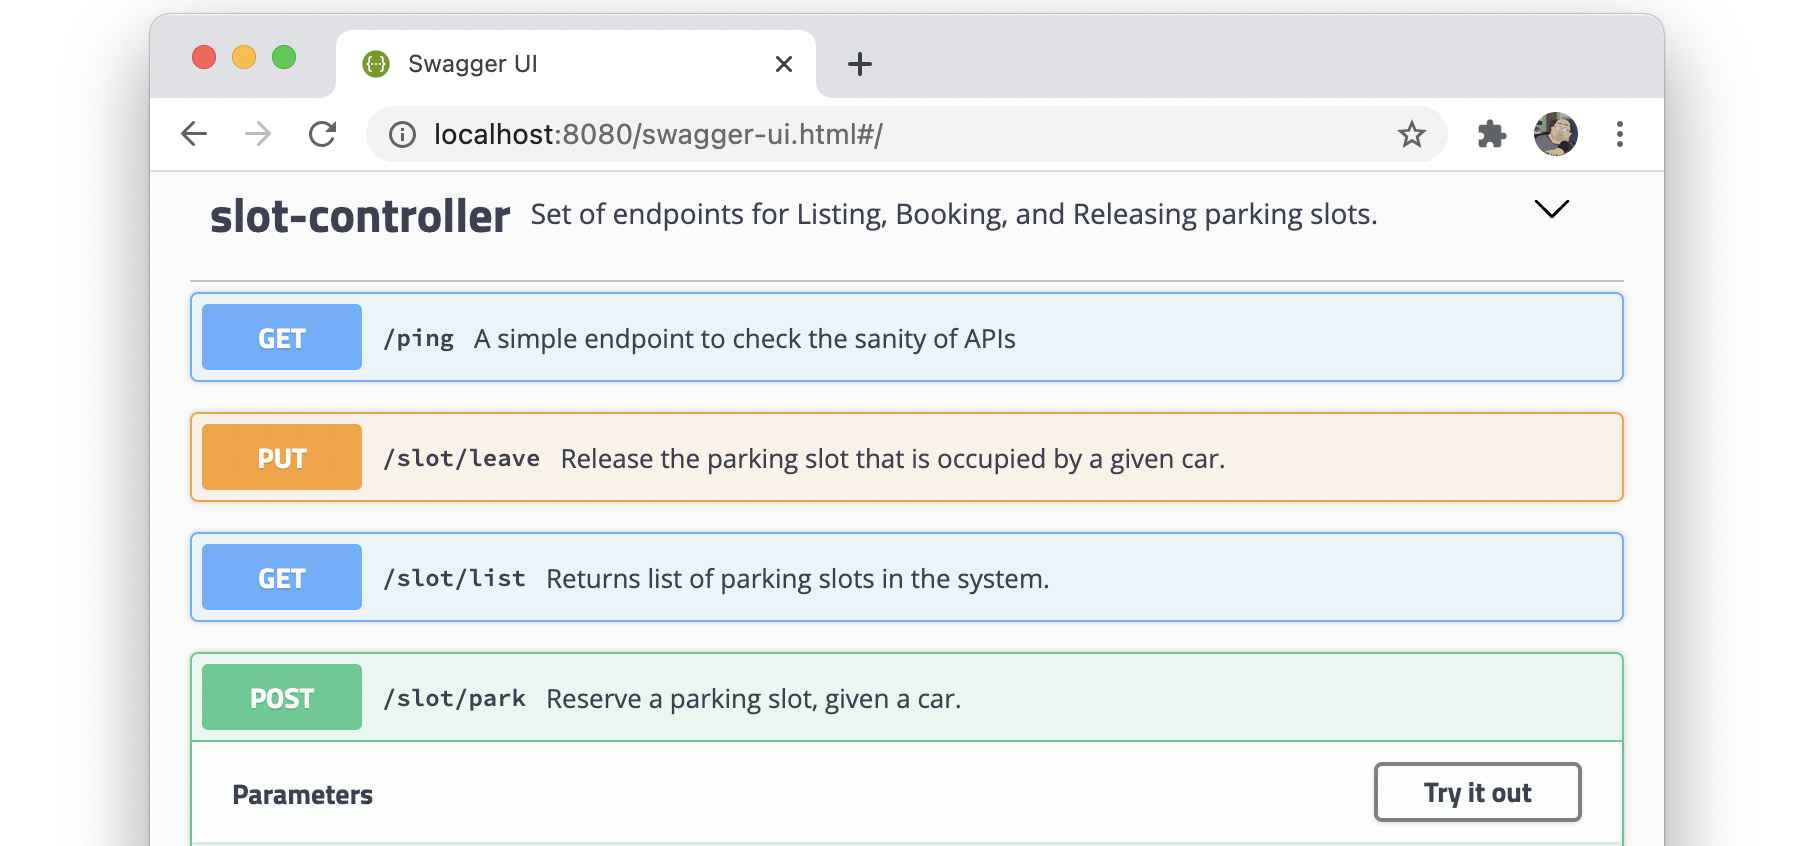 Swagger UI
localhost:8080/swagger-ui.html#/
slot-controller Set of endpoints for Listing, Booking, and Releasing parking slots.
GET /ping A simple endpoint to check the sanity of APIs
PUT /slot/leave Release the parking slot that is occupied by a given car.
GET /slot/list Returns list of parking slots in the system.
POST /slot/park Reserve a parking slot, given a car.
Parameters Try it out